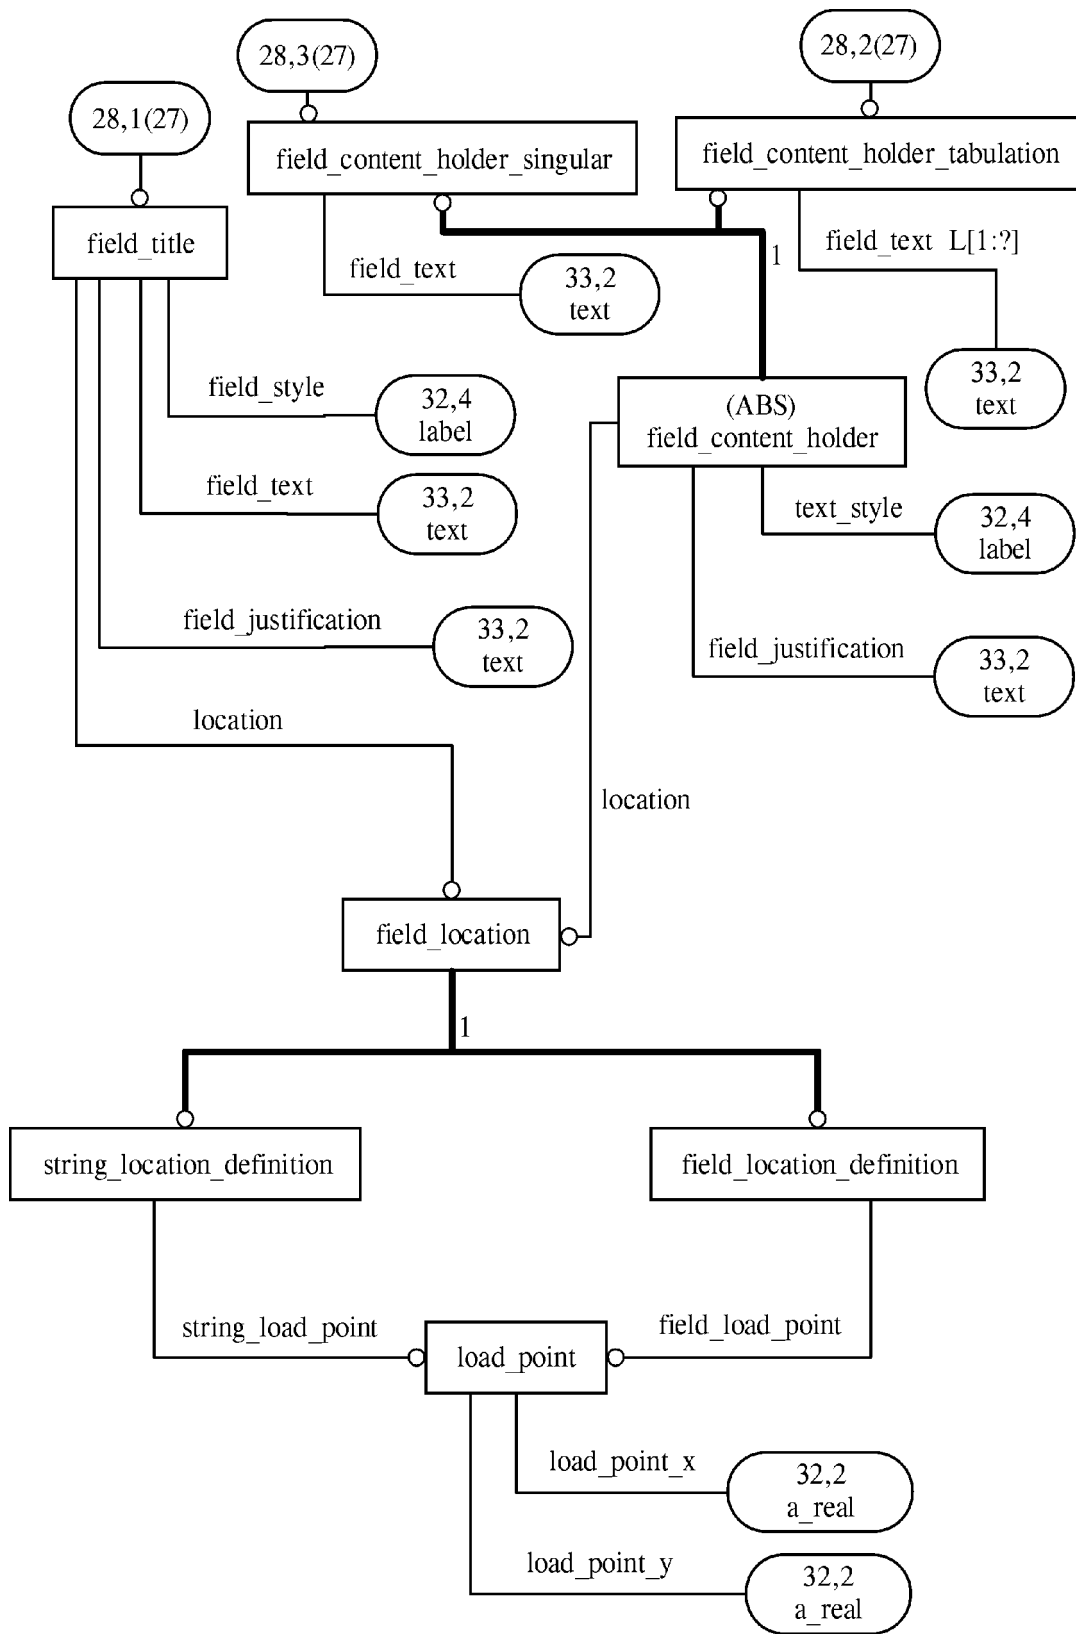 28,3(27)
28,2(27)
28,1(27)
field_content_holder_singular
field_content_holder_tabulation
field_title
1
field_text L[1:?]
field_text
33,2
text
33,2
text
field_style
32,4
label
(ABS)
field_content_holder
field_text
33,2
text
text_style
32,4
label
field_justification
33,2
text
field_justification
33,2
text
location
location
field_location
1
string_location_definition
field_location_definition
string_load_point
field_load_point
load_point
load_point_x
32,2
a_real
load_point_y
32,2
a_real